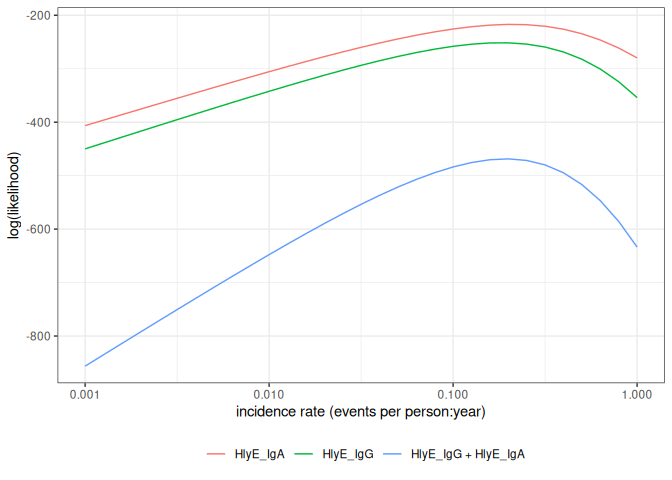 -200
-400
-600
-800
log(likelihood)
0.001 0.010 0.100 1.000
incidence rate (events per person:year)
HlyE_IgA HlyE_IgG HlyE_IgG + HlyE_IgA